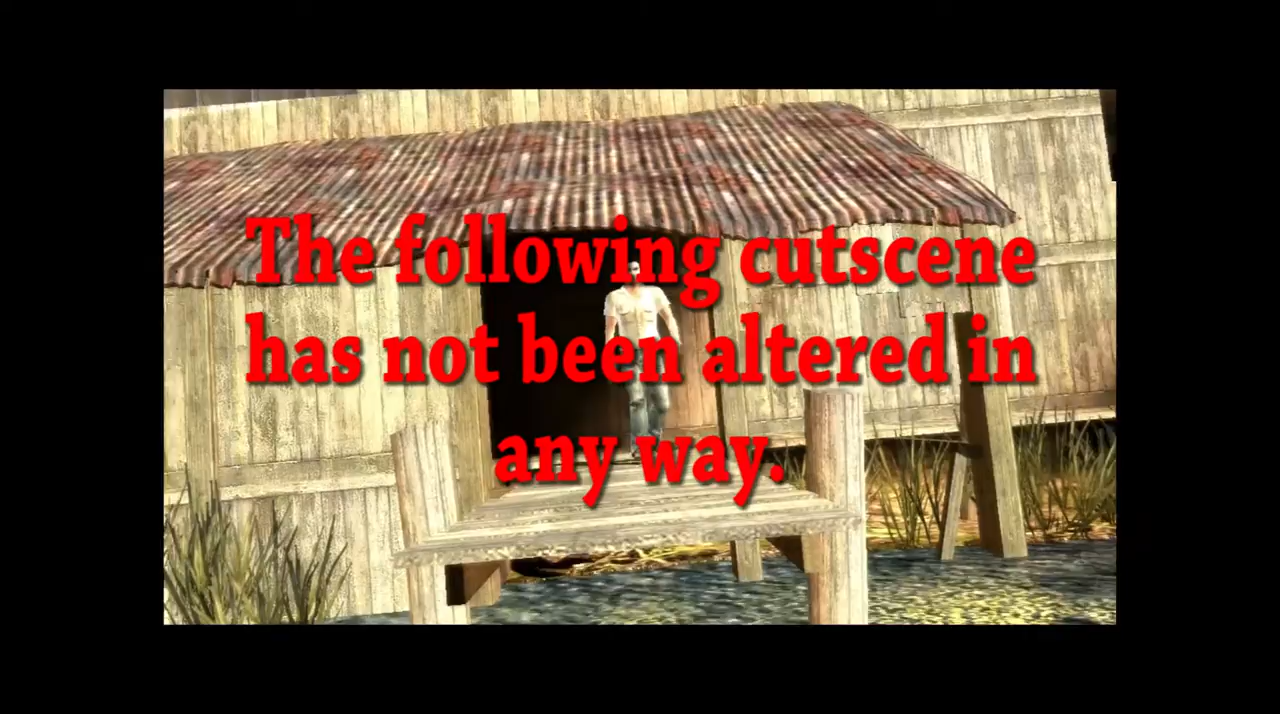 The following cutscene
has not been altered in
any way.